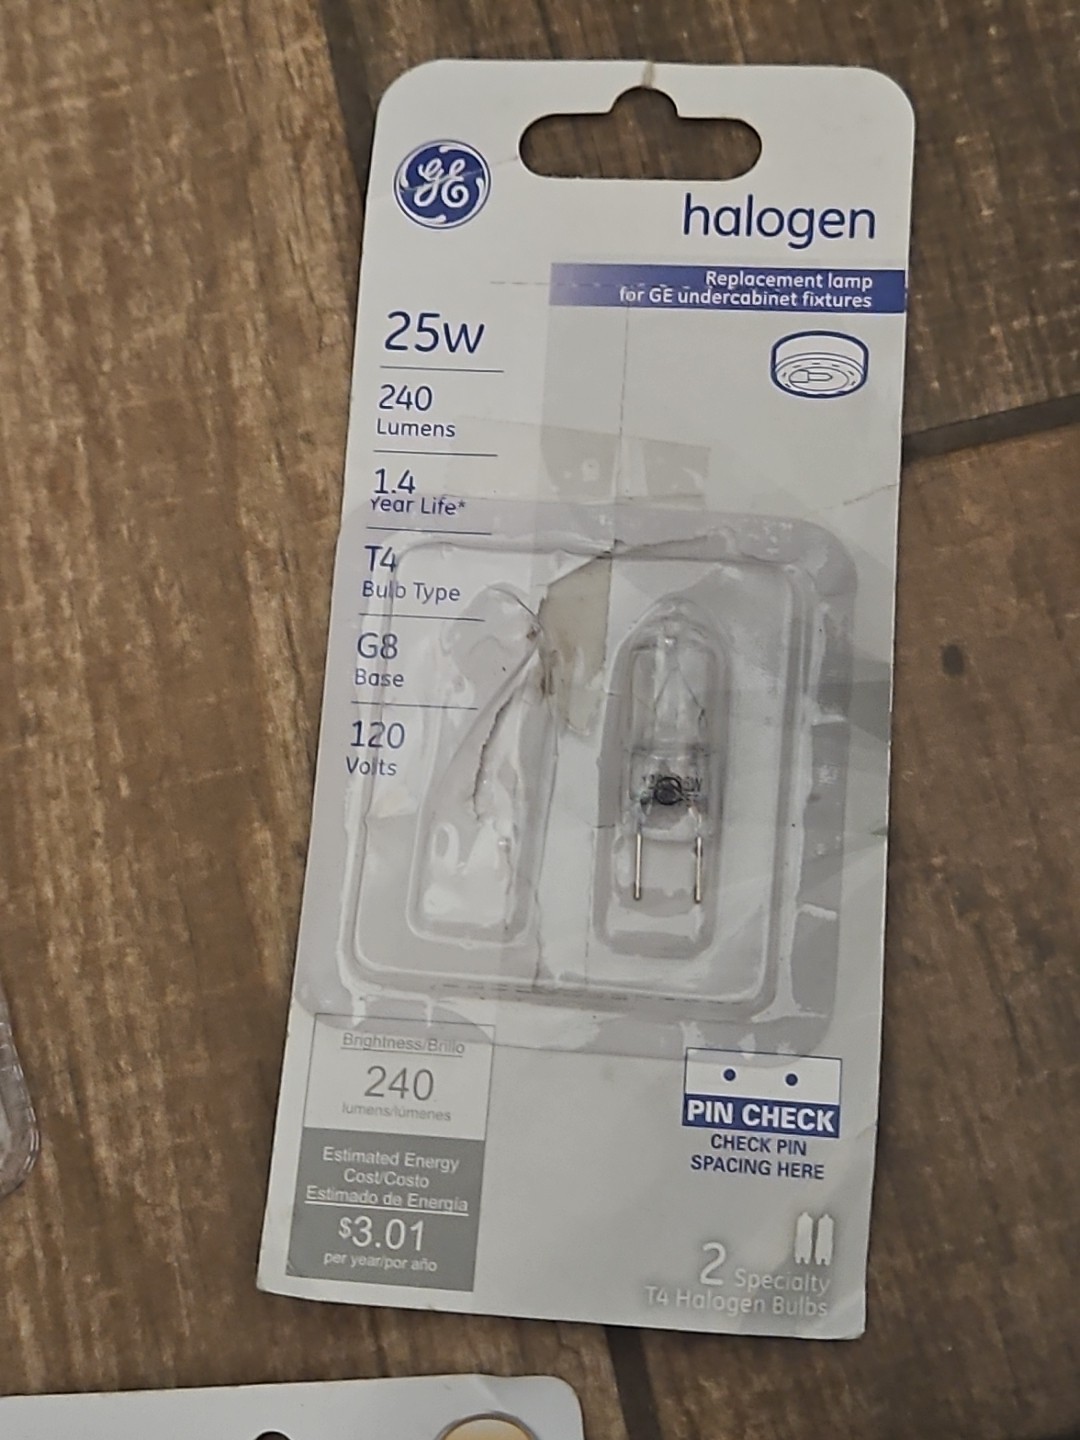 GE
halogen
Replacement lamp
for GE undercabinet fixtures
25w
240
Lumens
1.4
Year Life*
T4
Bulb Type
G8
Base
120
Volts
Brightness/Brillo
240
lumens/lúmenes
Estimated Energy
Cost/Costo
Estimado de Energía
$3.01
per year/por año
PIN CHECK
CHECK PIN
SPACING HERE
2 Specialty
T4 Halogen Bulbs